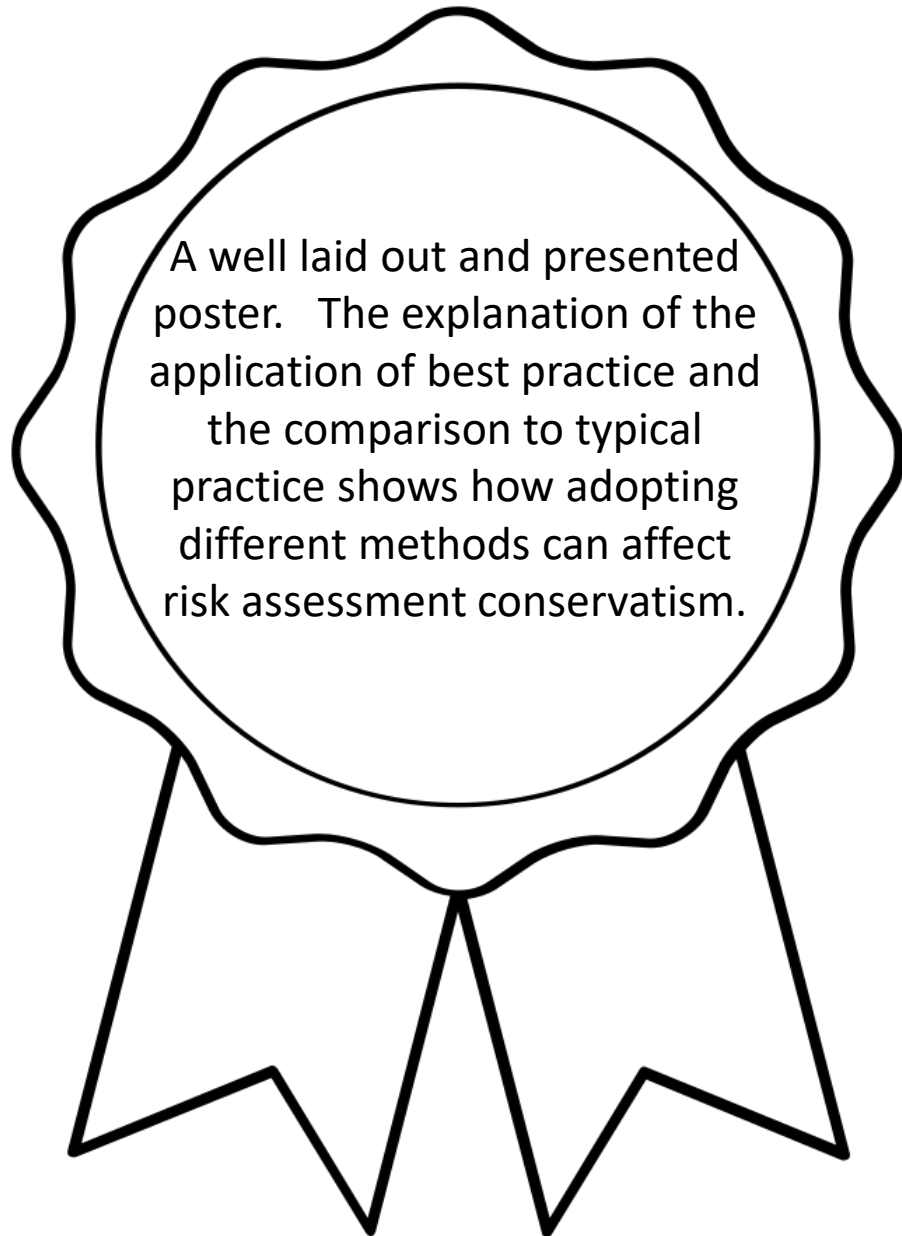 A well laid out and presented
poster.   The explanation of the
application of best practice and
the comparison to typical
practice shows how adopting
different methods can affect
risk assessment conservatism.